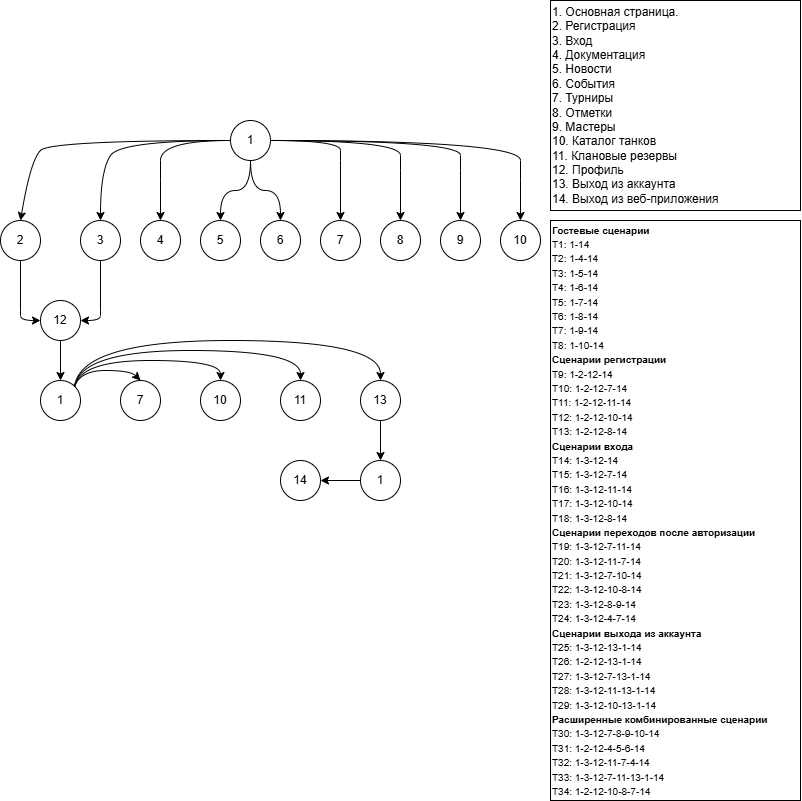 1. Основная страница.
2. Регистрация
3. Вход
4. Документация
5. Новости
6. События
7. Турниры
8. Отметки
9. Мастеры
10. Каталог танков
11. Клановые резервы
12. Профиль
13. Выход из аккаунта
14. Выход из веб-приложения
1
2
3
4
5
6
7
8
9
10
12
1
7
10
11
13
14
1
Гостевые сценарии
T1: 1-14
T2: 1-4-14
T3: 1-5-14
T4: 1-6-14
T5: 1-7-14
T6: 1-8-14
T7: 1-9-14
T8: 1-10-14
Сценарии регистрации
T9: 1-2-12-14
T10: 1-2-12-7-14
T11: 1-2-12-11-14
T12: 1-2-12-10-14
T13: 1-2-12-8-14
Сценарии входа
T14: 1-3-12-14
T15: 1-3-12-7-14
T16: 1-3-12-11-14
T17: 1-3-12-10-14
T18: 1-3-12-8-14
Сценарии переходов после авторизации
T19: 1-3-12-7-11-14
T20: 1-3-12-11-7-14
T21: 1-3-12-7-10-14
T22: 1-3-12-10-8-14
T23: 1-3-12-8-9-14
T24: 1-3-12-4-7-14
Сценарии выхода из аккаунта
T25: 1-3-12-13-1-14
T26: 1-2-12-13-1-14
T27: 1-3-12-7-13-1-14
T28: 1-3-12-11-13-1-14
T29: 1-3-12-10-13-1-14
Расширенные комбинированные сценарии
T30: 1-3-12-7-8-9-10-14
T31: 1-2-12-4-5-6-14
T32: 1-3-12-11-7-4-14
T33: 1-3-12-7-11-13-1-14
T34: 1-2-12-10-8-7-14